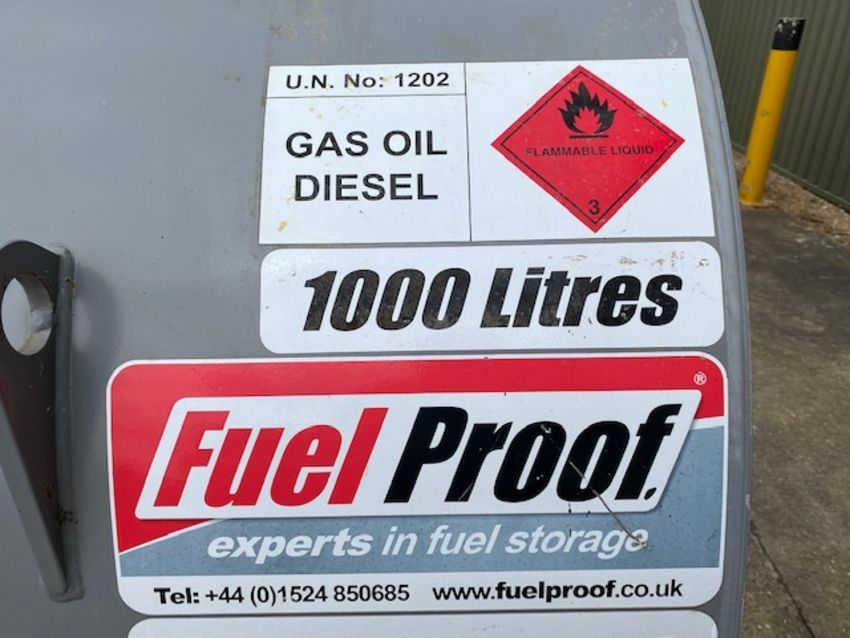 U.N. No: 1202
GAS OIL
DIESEL
FLAMMABLE LIQUID
3
1000 Litres
®
Fuel Proof.
experts in fuel storage
Tel: +44 (0)1524 850685 www.fuelproof.co.uk